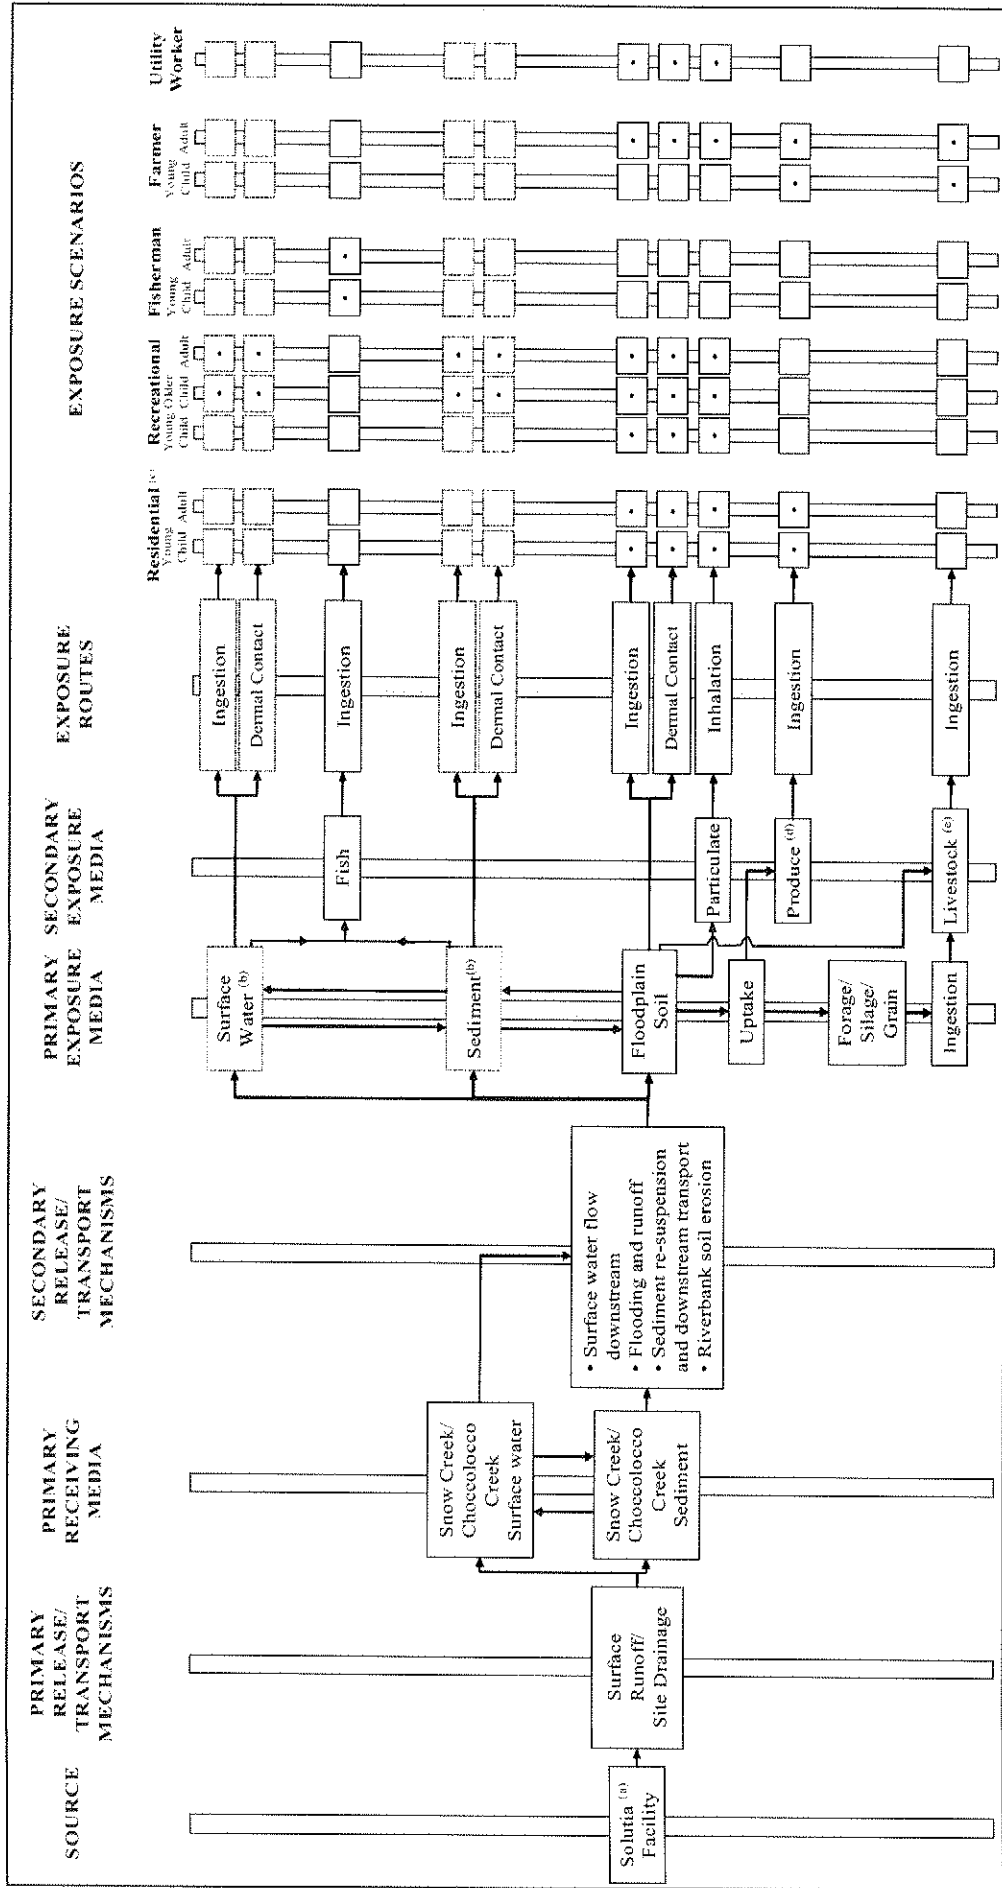 SOURCE
PRIMARY
RELEASE/
TRANSPORT
MECHANISMS
PRIMARY
RECEIVING
MEDIA
SECONDARY
RELEASE/
TRANSPORT
MECHANISMS
PRIMARY
EXPOSURE
MEDIA
SECONDARY
EXPOSURE
MEDIA
EXPOSURE
ROUTES
EXPOSURE SCENARIOS
Residential (c)
Young
Child
Adult
Recreational
Young
Child
Older
Child
Adult
Fisherman
Young
Child
Adult
Farmer
Young
Child
Adult
Utility
Worker
Solutia (a)
Facility
Surface
Runoff/
Site Drainage
Snow Creek/
Choccolocco
Creek
Surface water
Snow Creek/
Choccolocco
Creek
Sediment
• Surface water flow
downstream
• Flooding and runoff
• Sediment re-suspension
and downstream transport
• Riverbank soil erosion
Surface
Water (b)
Sediment (b)
Floodplain
Soil
Uptake
Forage/
Silage/
Grain
Ingestion
Fish
Particulate
Produce (d)
Livestock (e)
Ingestion
Dermal Contact
Ingestion
Ingestion
Dermal Contact
Ingestion
Dermal Contact
Inhalation
Ingestion
Ingestion